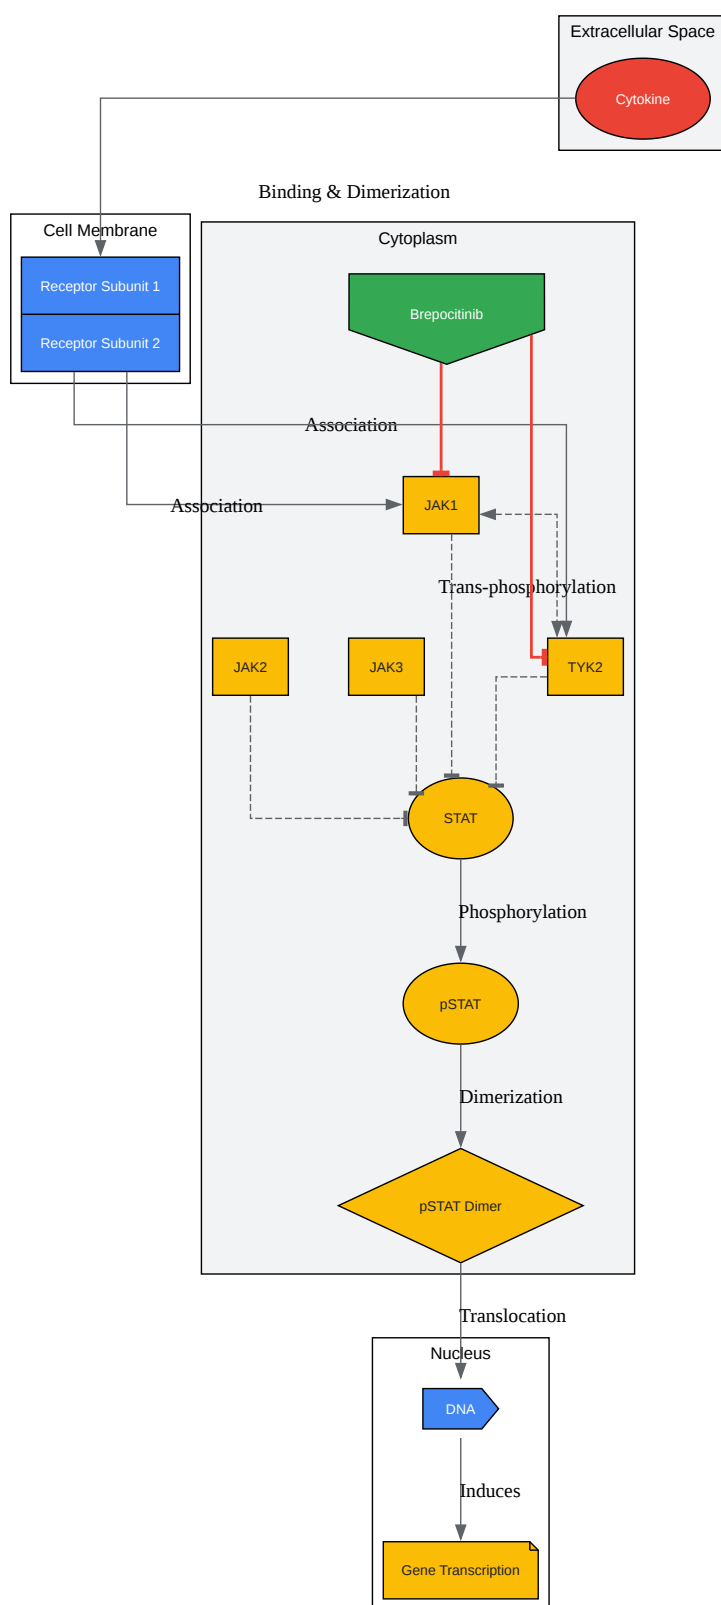 Extracellular Space
Cytokine
Binding & Dimerization
Cell Membrane
Receptor Subunit 1
Receptor Subunit 2
Cytoplasm
Brepocitinib
Association
Association
JAK1
Trans-phosphorylation
JAK2
JAK3
TYK2
STAT
Phosphorylation
pSTAT
Dimerization
pSTAT Dimer
Translocation
Nucleus
DNA
Induces
Gene Transcription